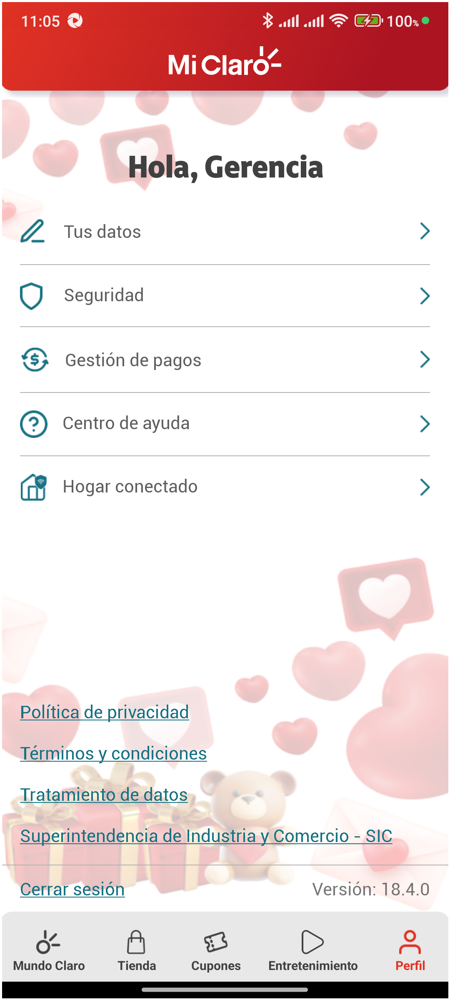 11:05
100%
Mi Claro
Hola, Gerencia
Tus datos
Seguridad
Gestión de pagos
Centro de ayuda
Hogar conectado
Política de privacidad
Términos y condiciones
Tratamiento de datos
Superintendencia de Industria y Comercio - SIC
Cerrar sesión
Versión: 18.4.0
Mundo Claro
Tienda
Cupones
Entretenimiento
Perfil